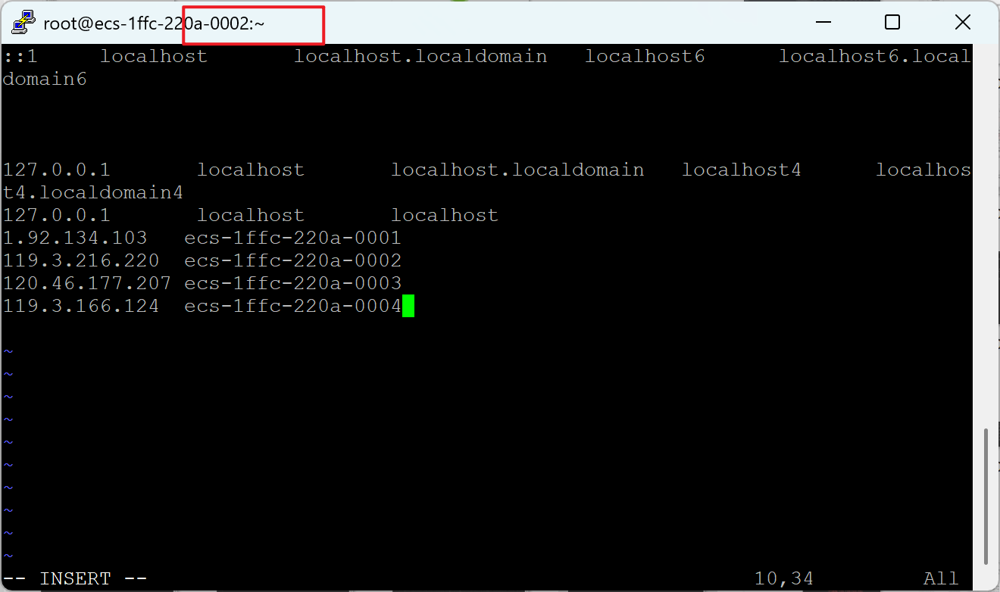 root@ecs-1ffc-220a-0002:~
::1     localhost       localhost.localdomain   localhost6      localhost6.local
domain6
127.0.0.1       localhost       localhost.localdomain   localhost4      localhos
t4.localdomain4
127.0.0.1       localhost       localhost
1.92.134.103   ecs-1ffc-220a-0001
119.3.216.220  ecs-1ffc-220a-0002
120.46.177.207 ecs-1ffc-220a-0003
119.3.166.124  ecs-1ffc-220a-0004
~
~
~
~
~
~
~
~
~
~
-- INSERT --                                                  10,34         All